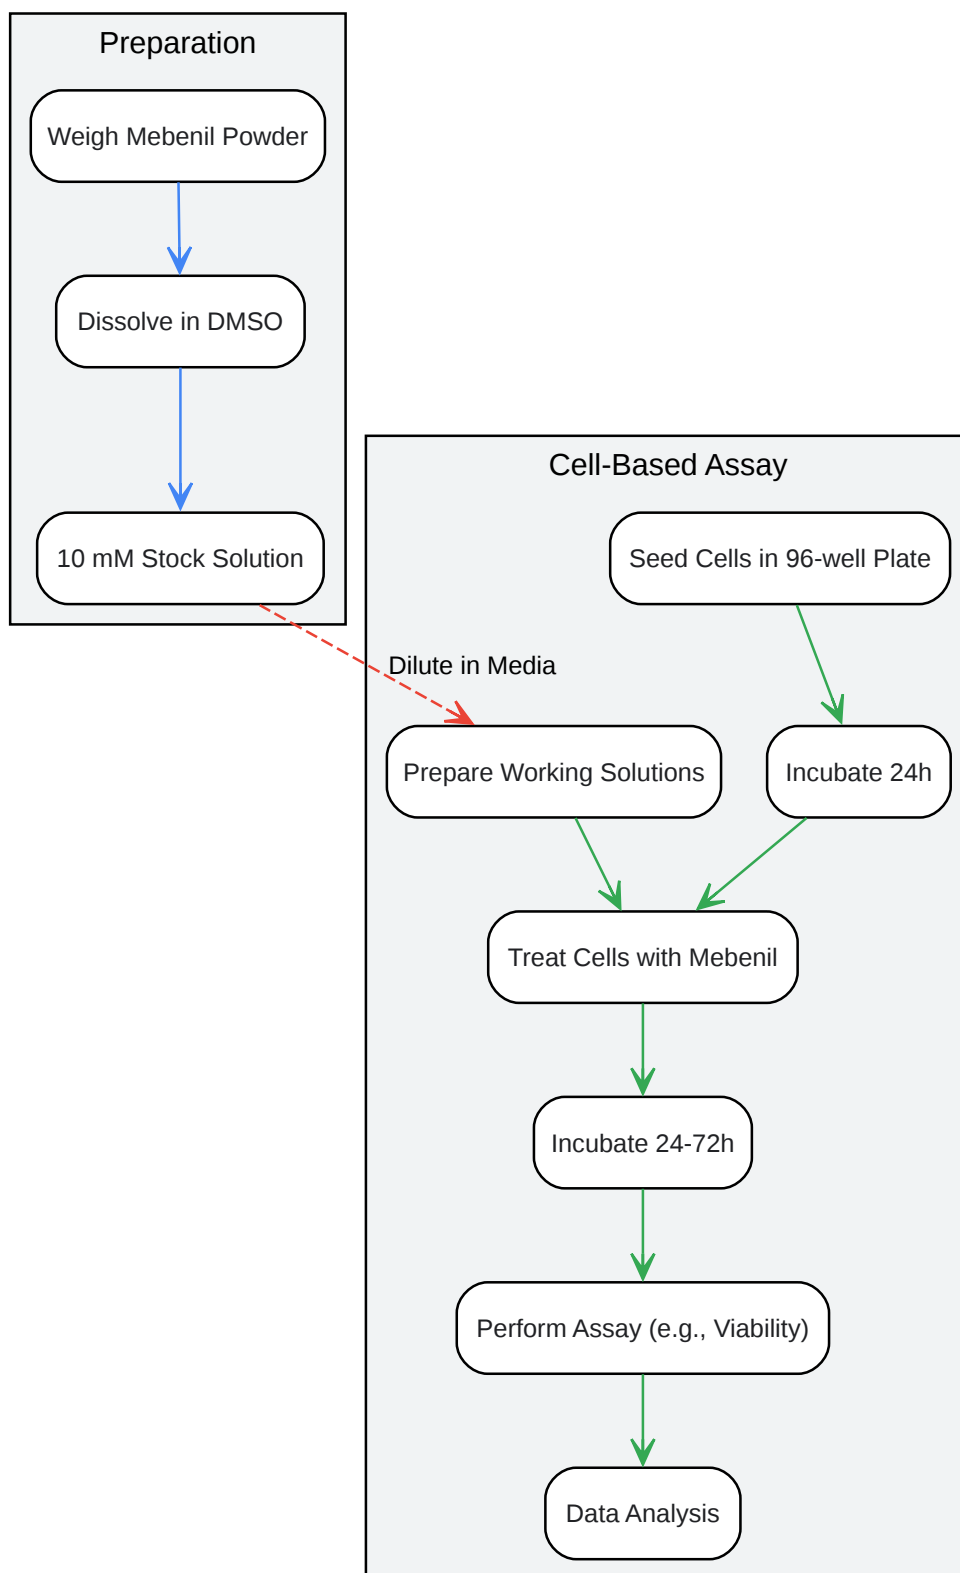 Preparation
Weigh Mebenil Powder
Dissolve in DMSO
10 mM Stock Solution
Cell-Based Assay
Seed Cells in 96-well Plate
Dilute in Media
Prepare Working Solutions
Incubate 24h
Treat Cells with Mebenil
Incubate 24-72h
Perform Assay (e.g., Viability)
Data Analysis